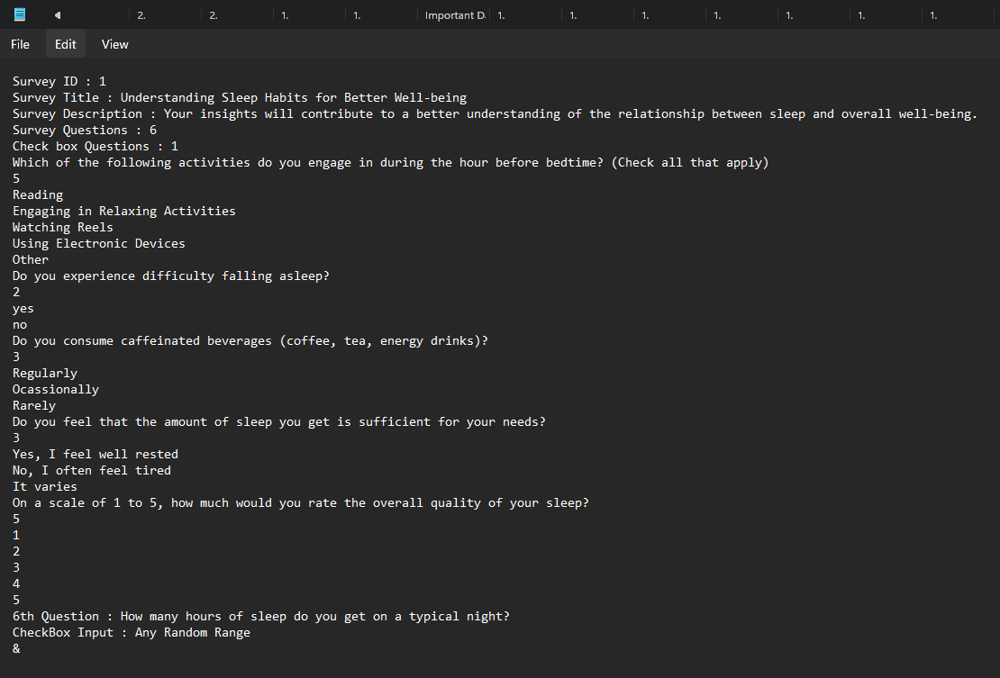 2. 2. 1. 1. Important D 1. 1. 1. 1. 1. 1. 1.
File Edit View
Survey ID : 1
Survey Title : Understanding Sleep Habits for Better Well-being
Survey Description : Your insights will contribute to a better understanding of the relationship between sleep and overall well-being.
Survey Questions : 6
Check box Questions : 1
Which of the following activities do you engage in during the hour before bedtime? (Check all that apply)
5
Reading
Engaging in Relaxing Activities
Watching Reels
Using Electronic Devices
Other
Do you experience difficulty falling asleep?
2
yes
no
Do you consume caffeinated beverages (coffee, tea, energy drinks)?
3
Regularly
Ocassionally
Rarely
Do you feel that the amount of sleep you get is sufficient for your needs?
3
Yes, I feel well rested
No, I often feel tired
It varies
On a scale of 1 to 5, how much would you rate the overall quality of your sleep?
5
1
2
3
4
5
6th Question : How many hours of sleep do you get on a typical night?
CheckBox Input : Any Random Range
&